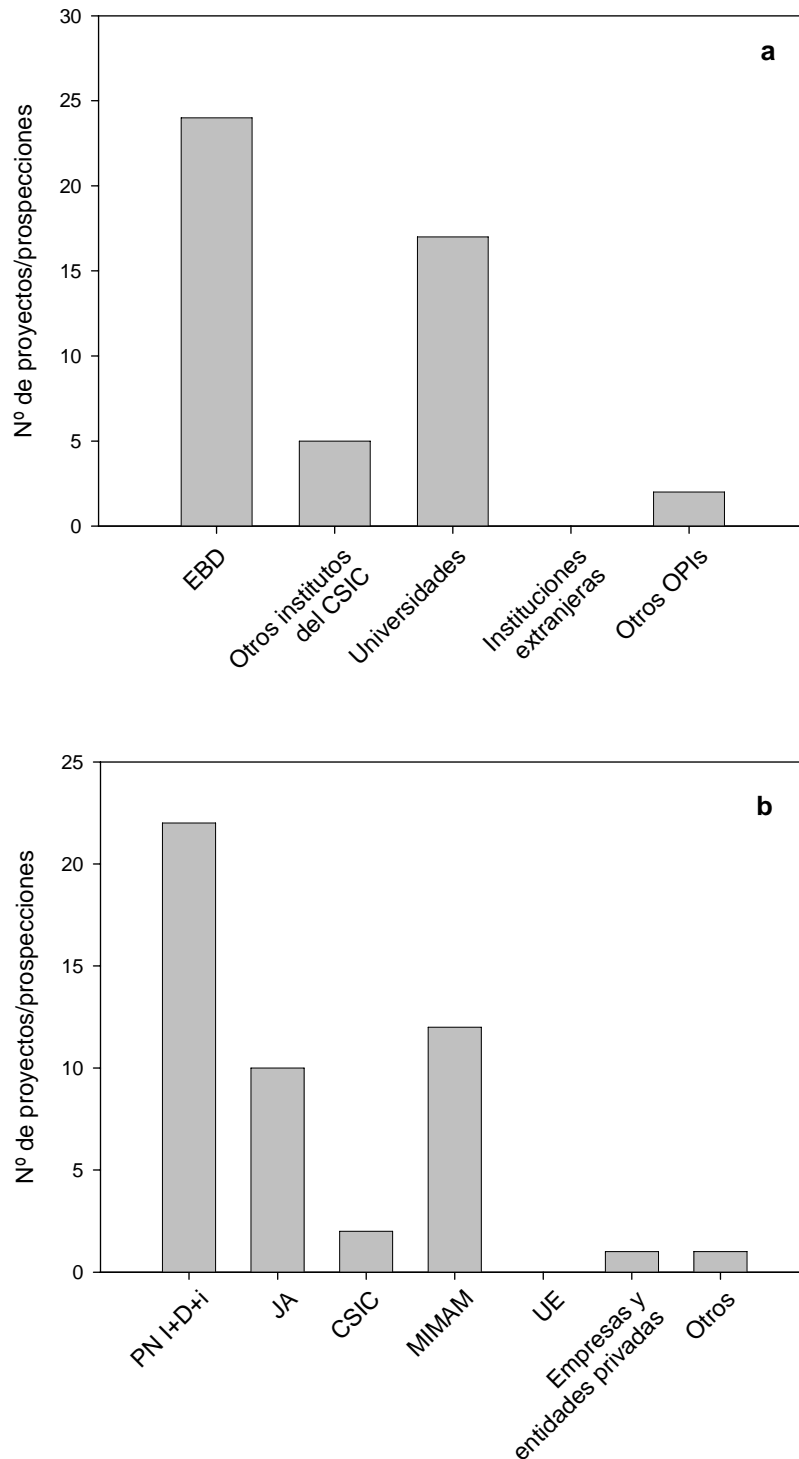 a
Nº de proyectos/prospecciones
30
25
20
15
10
5
0
EBD
Otros institutos
del CSIC
Universidades
Instituciones
extranjeras
Otros OPIs
b
Nº de proyectos/prospecciones
25
20
15
10
5
0
PN I+D+i
JA
CSIC
MIMAM
UE
Empresas y
entidades privadas
Otros